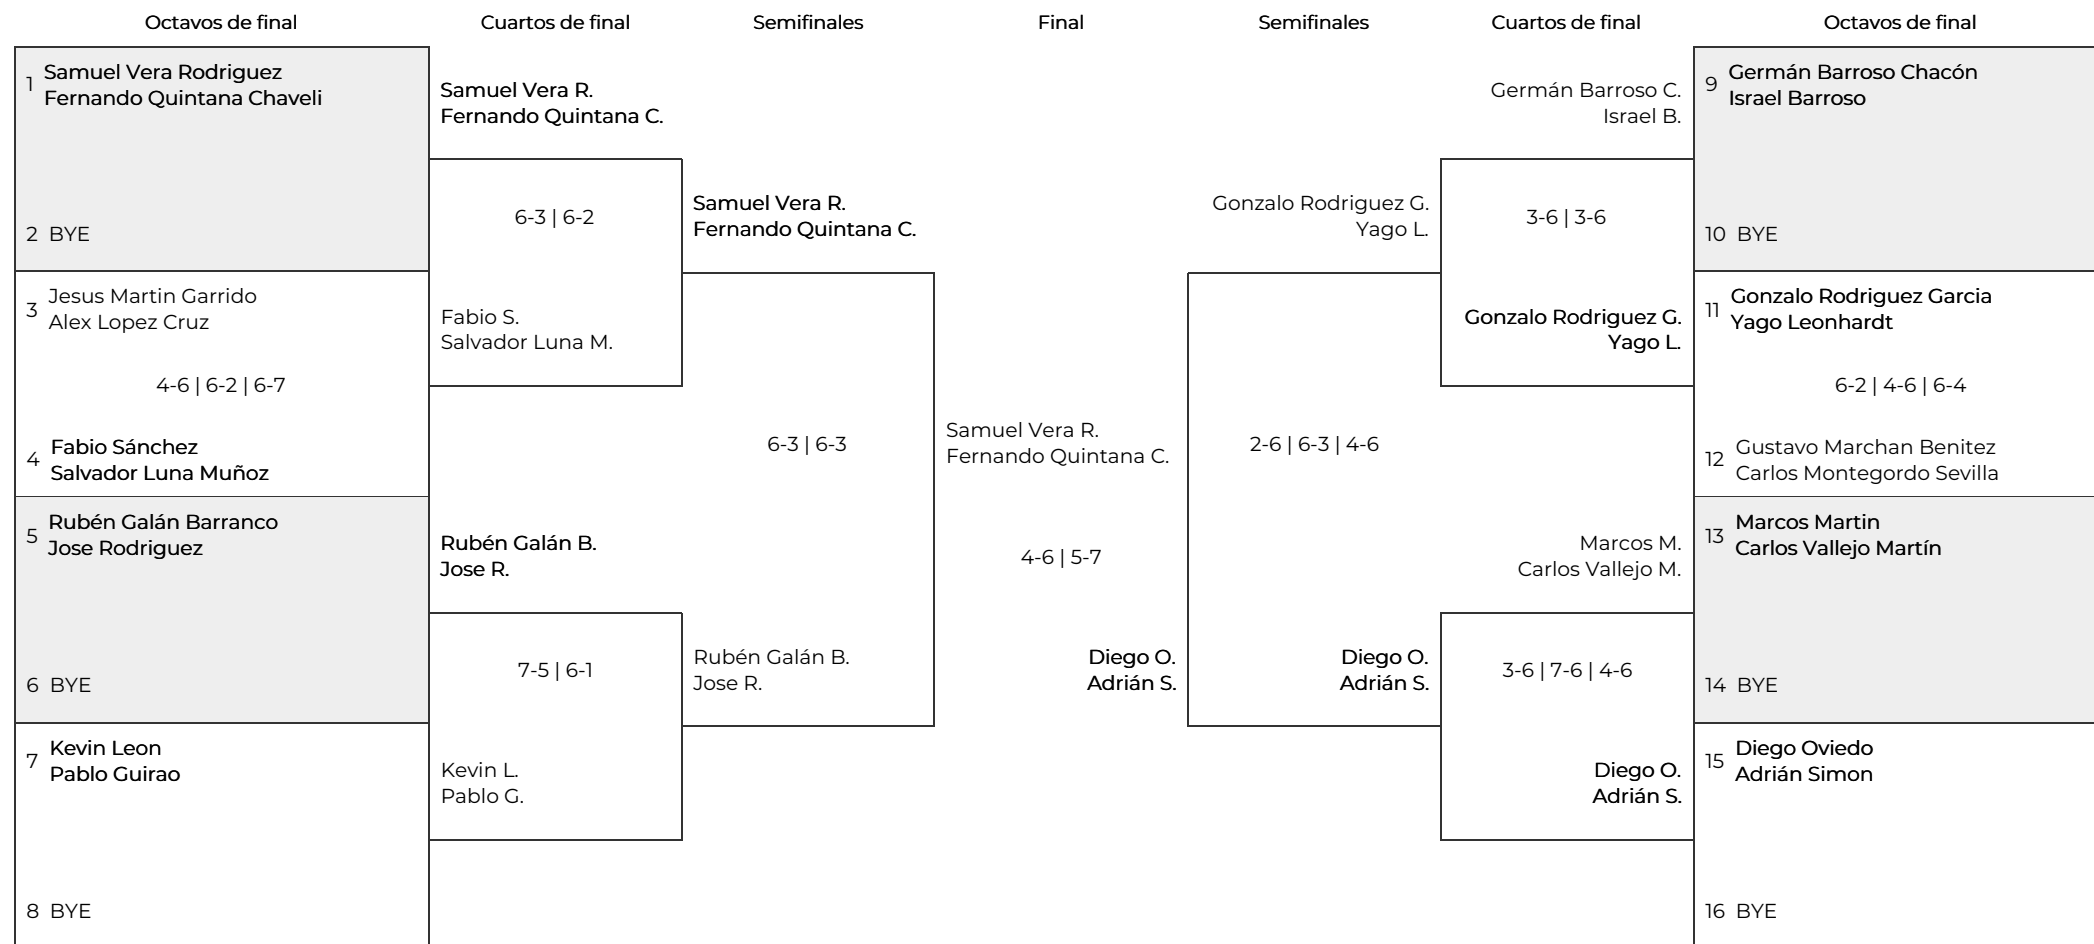 Octavos de final
Cuartos de final
Semifinales
Final
Semifinales
Cuartos de final
Octavos de final
1
Samuel Vera Rodriguez
Fernando Quintana Chaveli
2 BYE
3
Jesus Martin Garrido
Alex Lopez Cruz
4-6 | 6-2 | 6-7
4
Fabio Sánchez
Salvador Luna Muñoz
5
Rubén Galán Barranco
Jose Rodriguez
6 BYE
7
Kevin Leon
Pablo Guirao
8 BYE
Samuel Vera R.
Fernando Quintana C.
6-3 | 6-2
Fabio S.
Salvador Luna M.
Rubén Galán B.
Jose R.
7-5 | 6-1
Kevin L.
Pablo G.
Samuel Vera R.
Fernando Quintana C.
6-3 | 6-3
Rubén Galán B.
Jose R.
Samuel Vera R.
Fernando Quintana C.
4-6 | 5-7
Diego O.
Adrián S.
Gonzalo Rodriguez G.
Yago L.
2-6 | 6-3 | 4-6
Diego O.
Adrián S.
Germán Barroso C.
Israel B.
3-6 | 3-6
Gonzalo Rodriguez G.
Yago L.
Marcos M.
Carlos Vallejo M.
3-6 | 7-6 | 4-6
Diego O.
Adrián S.
9
Germán Barroso Chacón
Israel Barroso
10 BYE
11
Gonzalo Rodriguez Garcia
Yago Leonhardt
6-2 | 4-6 | 6-4
12
Gustavo Marchan Benitez
Carlos Montegordo Sevilla
13
Marcos Martin
Carlos Vallejo Martín
14 BYE
15
Diego Oviedo
Adrián Simon
16 BYE